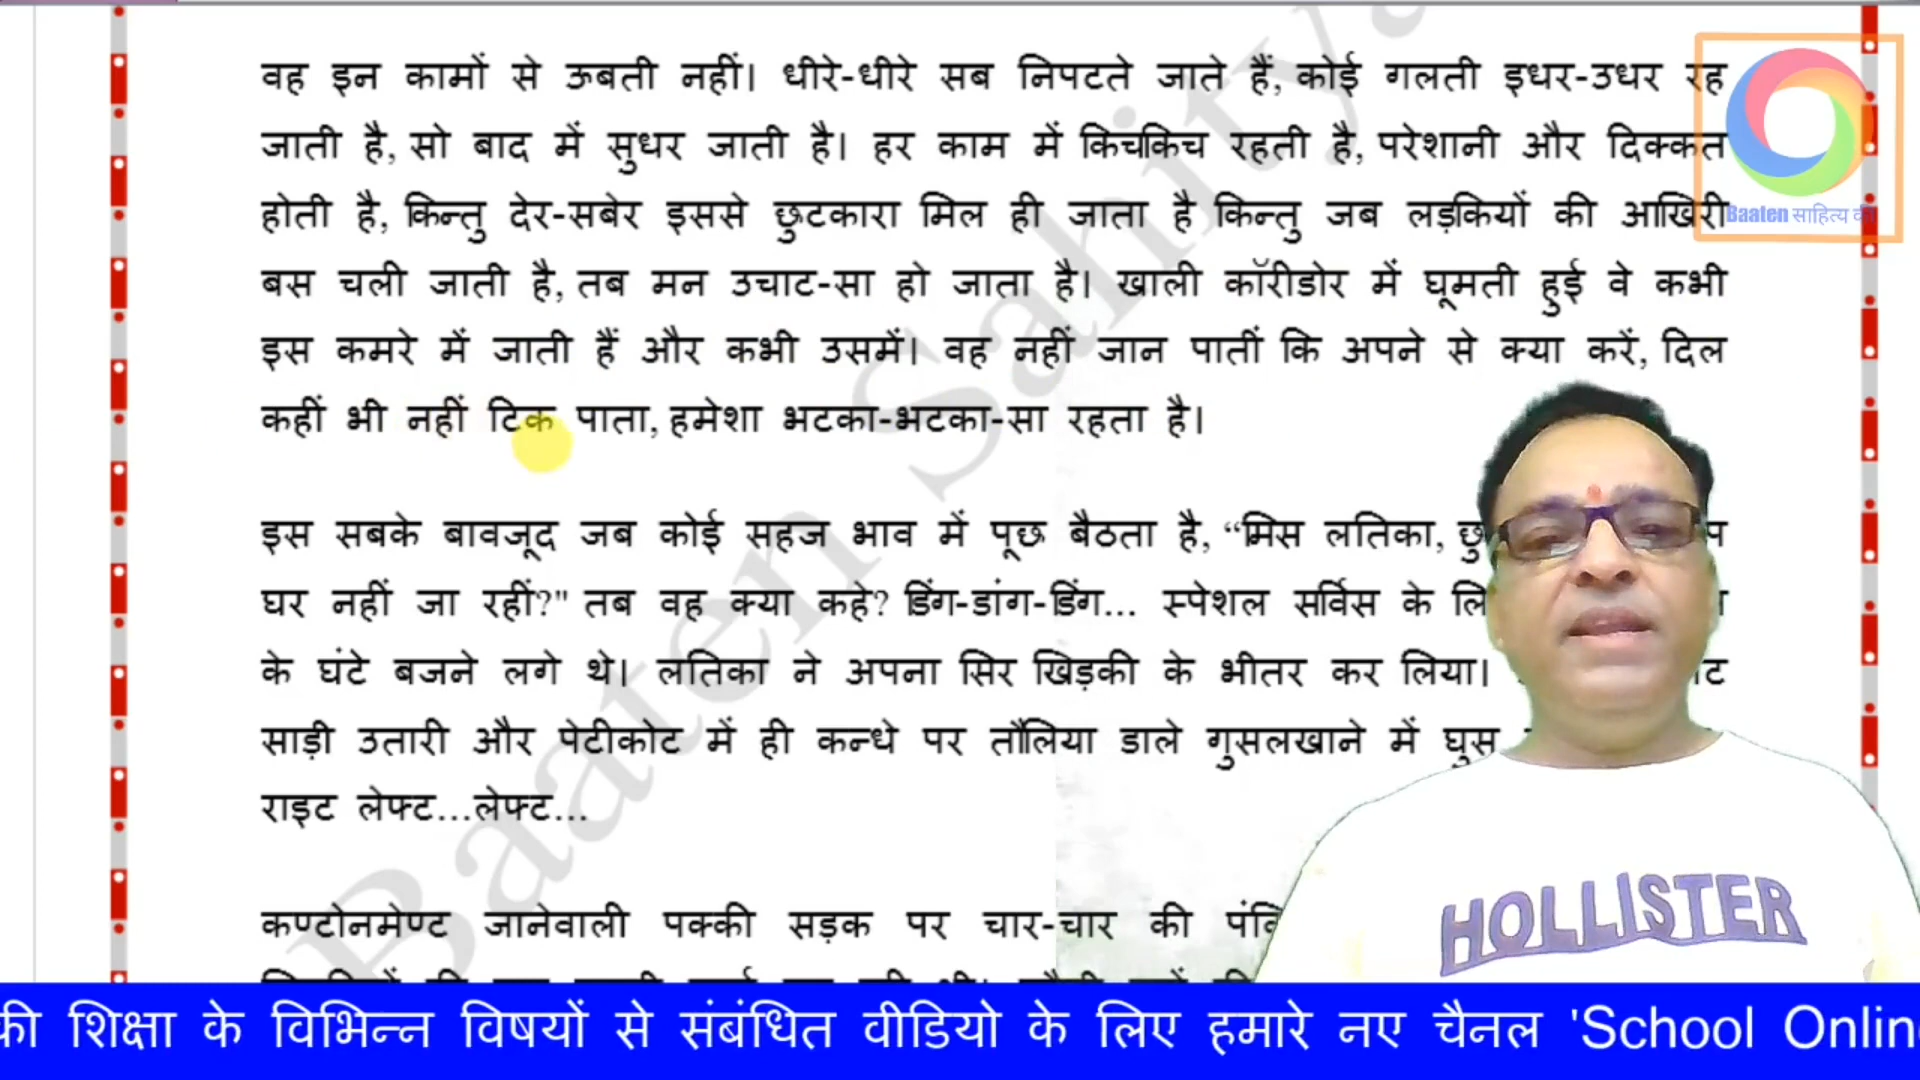 वह इन कामों से ऊबती नहीं। धीरे-धीरे सब निपटते जाते हैं, कोई गलती इधर-उधर रह
जाती है, सो बाद में सुधर जाती है। हर काम में किचकिच रहती है, परेशानी और दिक्कत
होती है, किन्तु देर-सबेर इससे छुटकारा मिल ही जाता है किन्तु जब लड़कियों की आखिरी
Baaten साहित्य की
बस चली जाती है, तब मन उचाट-सा हो जाता है। खाली कॉरीडोर में घूमती हुई वे कभी
इस कमरे में जाती हैं और कभी उसमें। वह नहीं जान पातीं कि अपने से क्या करें, दिल
कहीं भी नहीं टिक पाता, हमेशा भटका-भटका-सा रहता है।
इस सबके बावजूद जब कोई सहज भाव में पूछ बैठता है, “मिस लतिका,
घर नहीं जा रहीं?" तब वह क्या कहे? डिंग-डांग-डिंग... स्पेशल सर्विस के
के घंटे बजने लगे थे। लतिका ने अपना सिर खिड़की के भीतर कर लिया।
साड़ी उतारी और पेटीकोट में ही कन्धे पर तौलिया डाले गुसलखाने में घुस
राइट लेफ्ट...लेफ्ट...
कण्टोनमेण्ट जानेवाली पक्की सड़क पर चार-चार की
HOLLISTER
की शिक्षा के विभिन्न विषयों से संबंधित वीडियो के लिए हमारे नए चैनल 'School Onlin
Baaten Sahitya